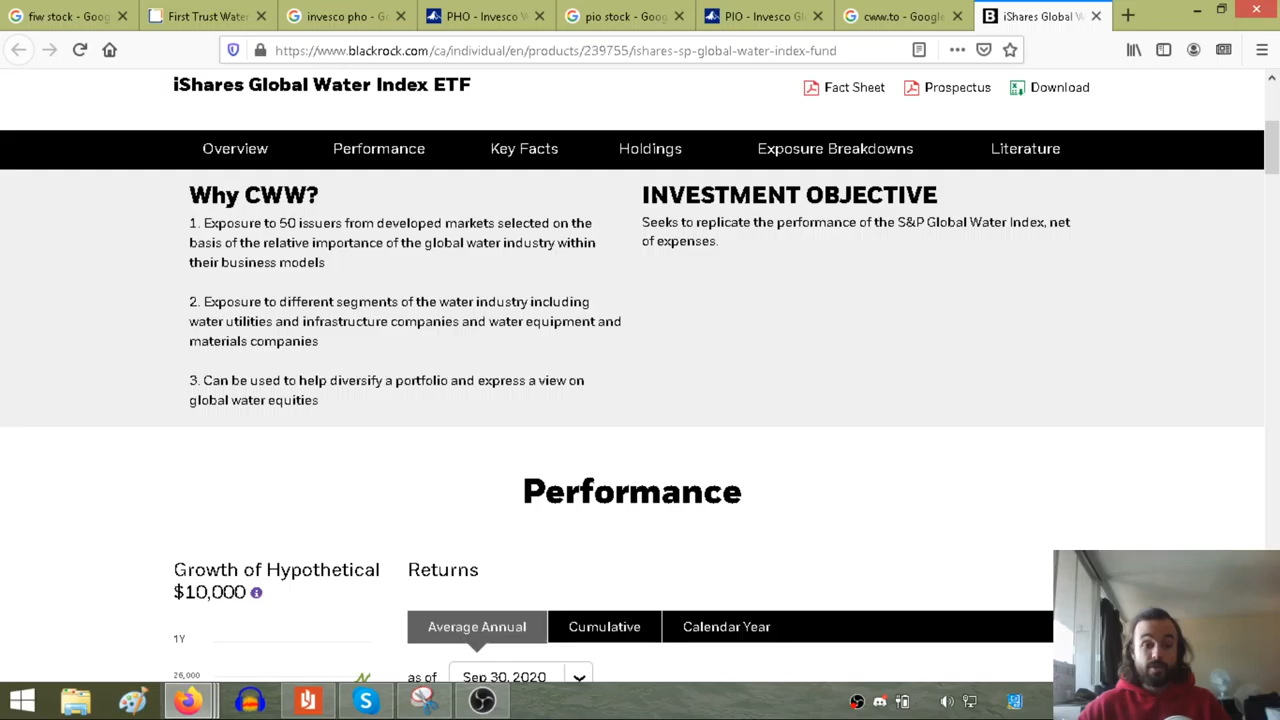 fiw stock - Goog
First Trust Water
invesco pho - Go
PHO - Invesco W
pio stock - Goog
PIO - Invesco Gl
cww.to - Google
iShares Global W
https://www.blackrock.com/ca/individual/en/products/239755/ishares-sp-global-water-index-fund
iShares Global Water Index ETF
Fact Sheet
Prospectus
Download
Overview
Performance
Key Facts
Holdings
Exposure Breakdowns
Literature
Why CWW?
1. Exposure to 50 issuers from developed markets selected on the
basis of the relative importance of the global water industry within
their business models
2. Exposure to different segments of the water industry including
water utilities and infrastructure companies and water equipment and
materials companies
3. Can be used to help diversify a portfolio and express a view on
global water equities
INVESTMENT OBJECTIVE
Seeks to replicate the performance of the S&P Global Water Index, net
of expenses.
Performance
Growth of Hypothetical
$10,000
1Y
26,000
Returns
Average Annual
Cumulative
Calendar Year
as of
Sep 30, 2020